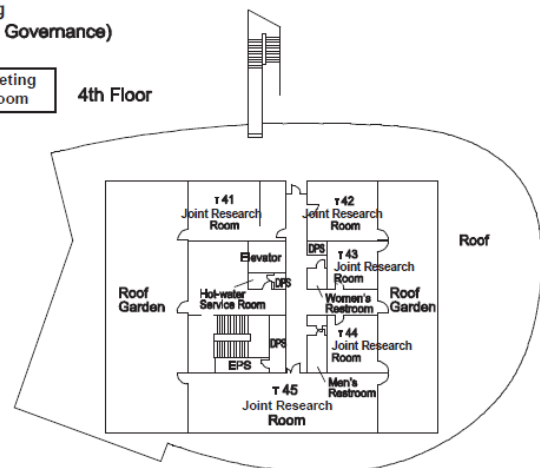 Governance)
4th Floor
T 41
Joint Research
Room
T 42
Joint Research
Room
Roof
Elevator
DPS
T 43
Joint Research
Room
DPS
Hot-water
Service Room
Women's
Restroom
Roof
Garden
Roof
Garden
T 44
Joint Research
Room
DPS
EPS
Men's
Restroom
T 45
Joint Research
Room